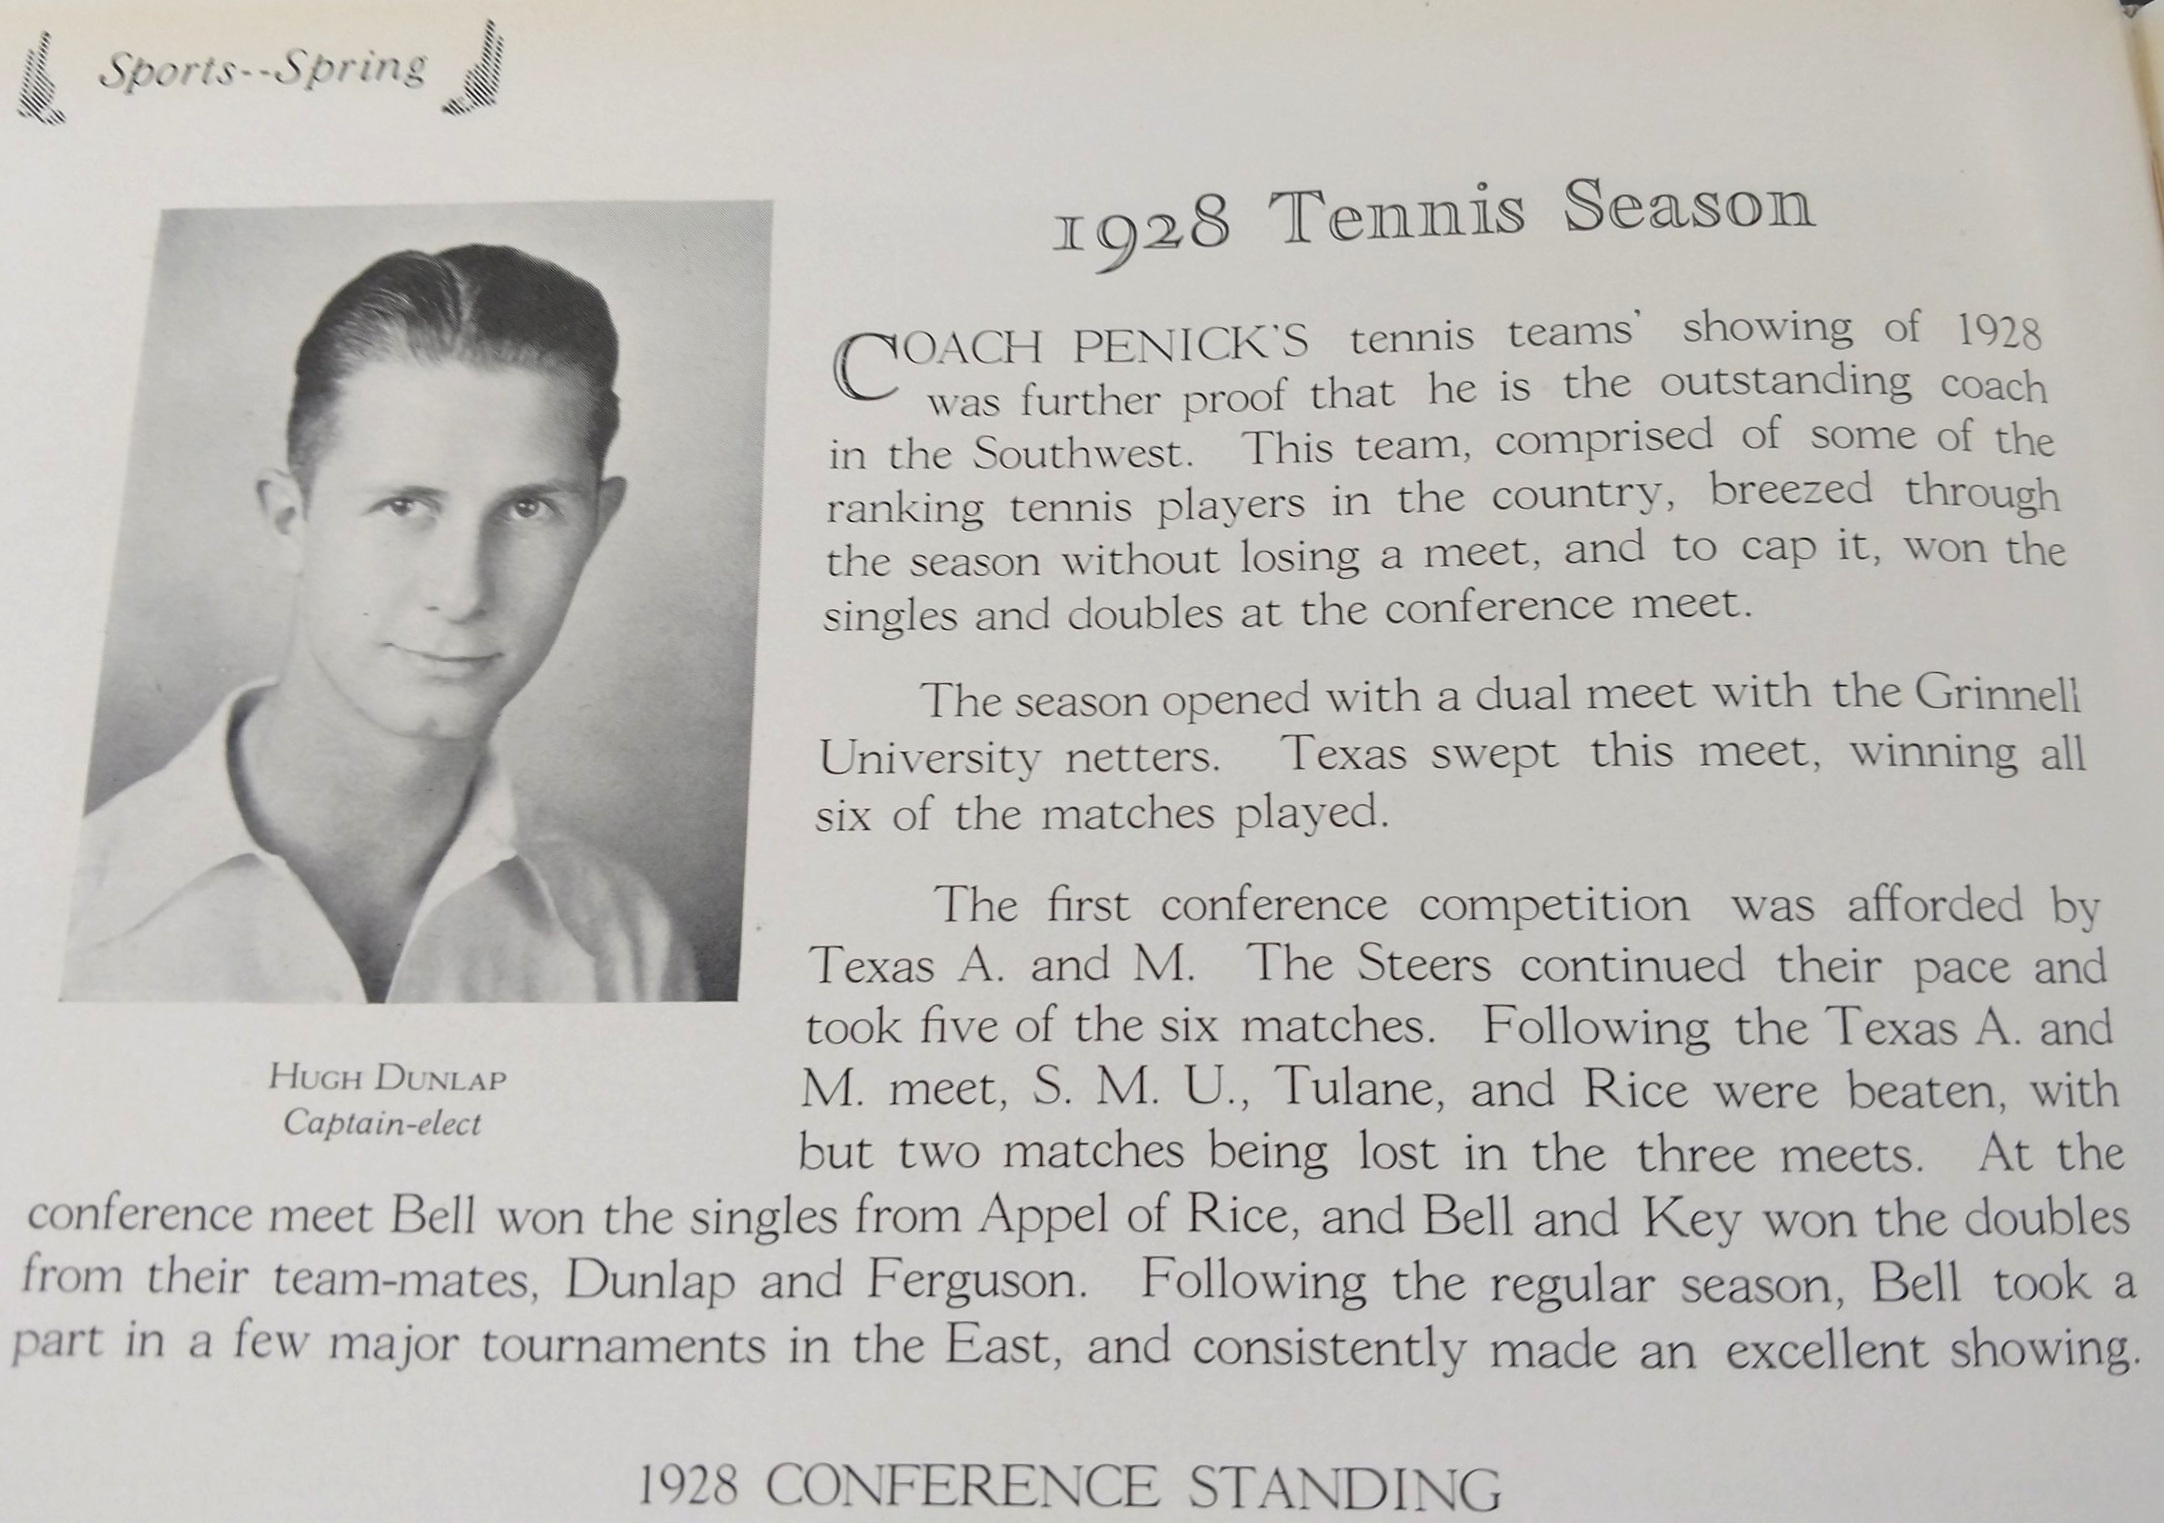 Sports--Spring
1928 Tennis Season
COACH PENICK'S tennis teams' showing of 1928
was further proof that he is the outstanding coach
in the Southwest. This team, comprised of some of the
ranking tennis players in the country, breezed through
the season without losing a meet, and to cap it, won the
singles and doubles at the conference meet.
The season opened with a dual meet with the Grinnell
University netters. Texas swept this meet, winning all
six of the matches played.
The first conference competition was afforded by
Texas A. and M. The Steers continued their pace and
took five of the six matches. Following the Texas A. and
M. meet, S. M. U., Tulane, and Rice were beaten, with
but two matches being lost in the three meets. At the
conference meet Bell won the singles from Appel of Rice, and Bell and Key won the doubles
from their team-mates, Dunlap and Ferguson. Following the regular season, Bell took a
part in a few major tournaments in the East, and consistently made an excellent showing.
HUGH DUNLAP
Captain-elect
1928 CONFERENCE STANDING